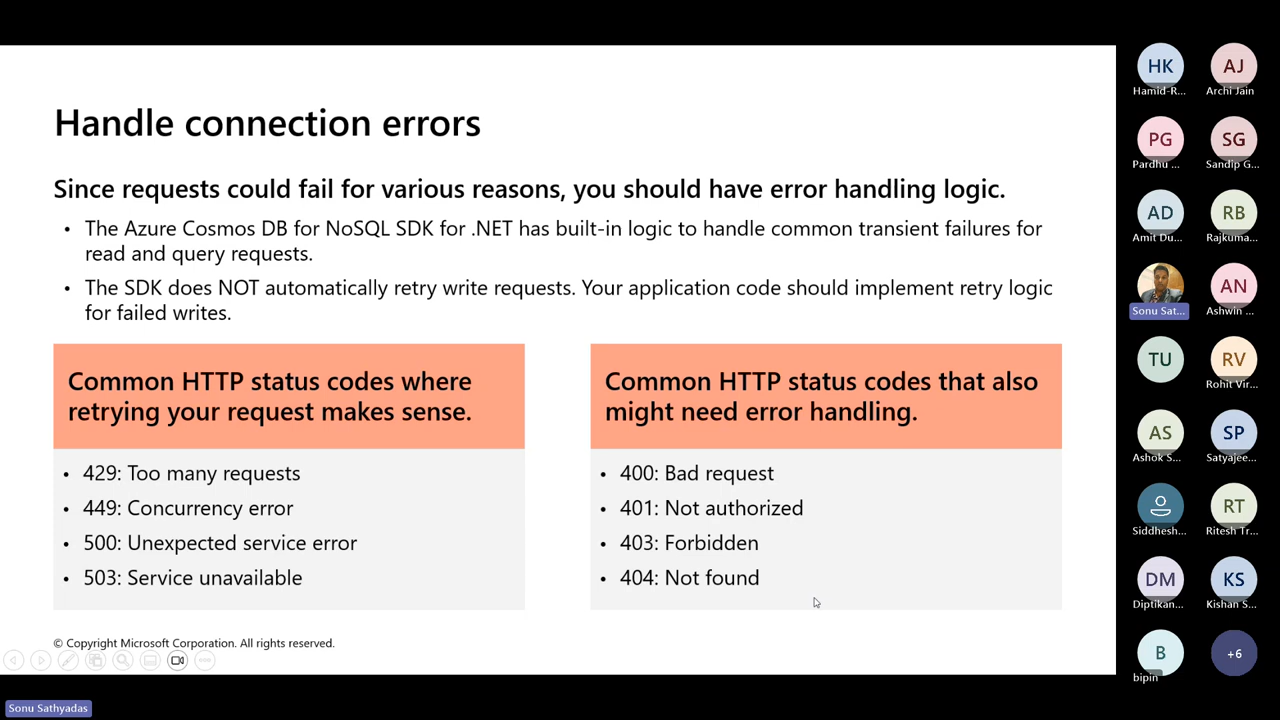 Handle connection errors
Since requests could fail for various reasons, you should have error handling logic.
• The Azure Cosmos DB for NoSQL SDK for .NET has built-in logic to handle common transient failures for
read and query requests.
• The SDK does NOT automatically retry write requests. Your application code should implement retry logic
for failed writes.
Common HTTP status codes where
retrying your request makes sense.
• 429: Too many requests
• 449: Concurrency error
• 500: Unexpected service error
• 503: Service unavailable
Common HTTP status codes that also
might need error handling.
• 400: Bad request
• 401: Not authorized
• 403: Forbidden
• 404: Not found
© Copyright Microsoft Corporation. All rights reserved.
Sonu Sathyadas
HK
Hamid-R...
AJ
Archi Jain
PG
Pardhu ...
SG
Sandip G...
AD
Amit Du...
RB
Rajkuma...
Sonu Sat...
AN
Ashwin ...
TU
RV
Rohit Vir...
AS
Ashok S...
SP
Satyajee...
Siddhesh...
RT
Ritesh Tr...
DM
Diptikan...
KS
Kishan S...
B
bipin
+6